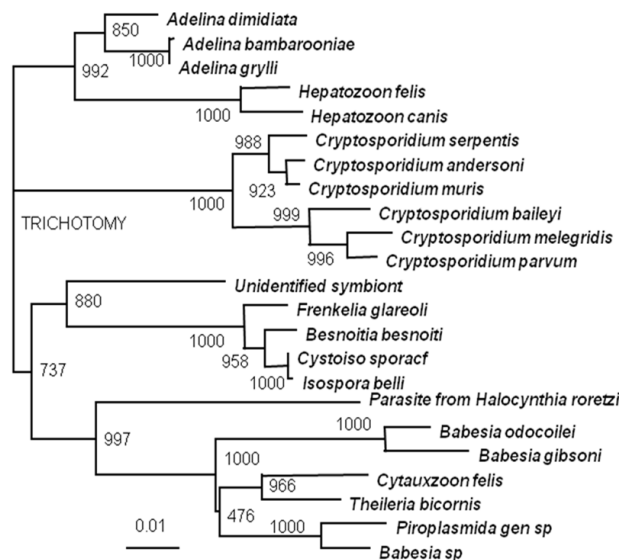 Adelina dimidiata
850
Adelina bambarooniae
1000
Adelina grylli
992
Hepatozoon felis
1000
Hepatozoon canis
Cryptosporidium serpentis
988
Cryptosporidium andersoni
923
Cryptosporidium muris
1000
999
Cryptosporidium baileyi
TRICHOTOMY
Cryptosporidium melegridis
996
Cryptosporidium parvum
Unidentified symbiont
880
Frenkelia glareoli
1000
Besnoitia besnoiti
958
Cystoiso sporacf
737
1000
Isospora belli
Parasite from Halocynthia roretzi
1000
Babesia odocoilei
997
1000
Babesia gibsoni
Cytauxzoon felis
966
Theileria bicornis
476
0.01
1000
Piroplasmida gen sp
Babesia sp